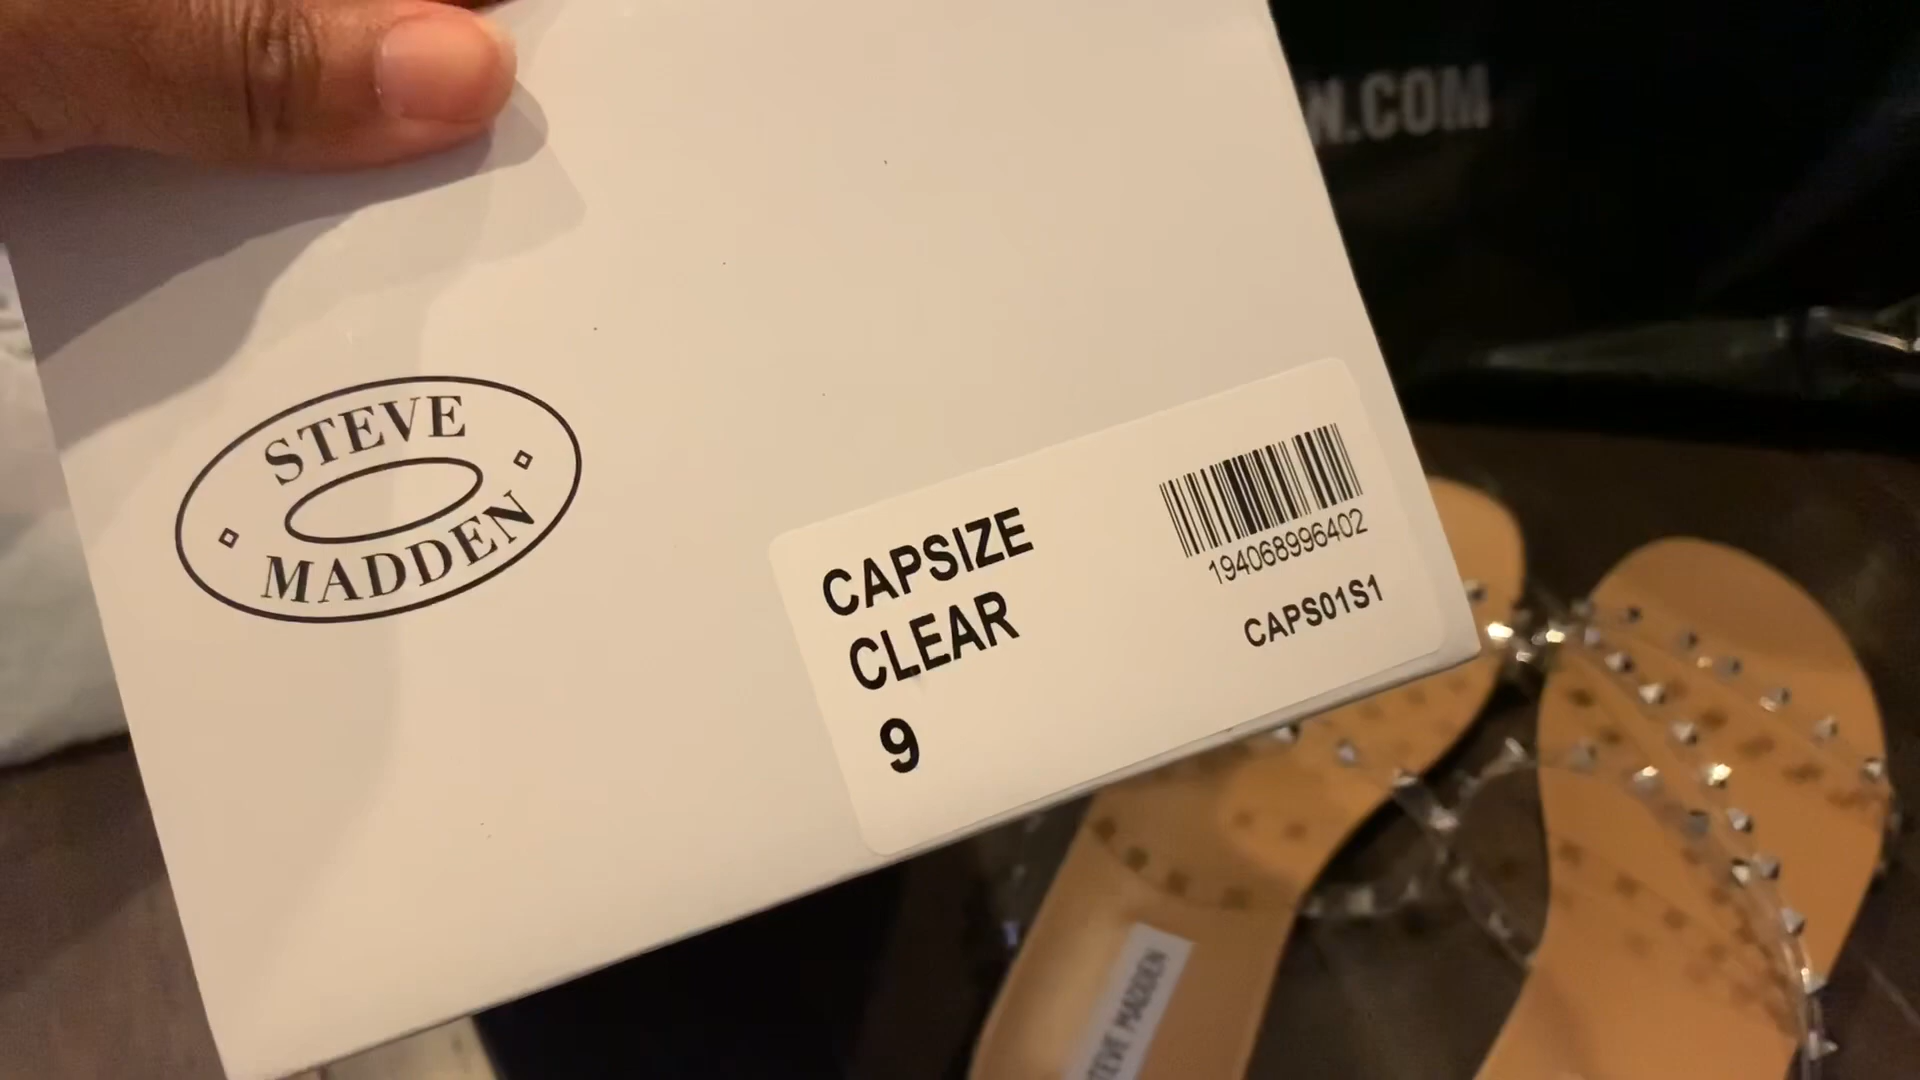 N.COM
STEVE
MADDEN
CAPSIZE
CLEAR
9
194068996402
CAPS01S1
STEVE MADDEN